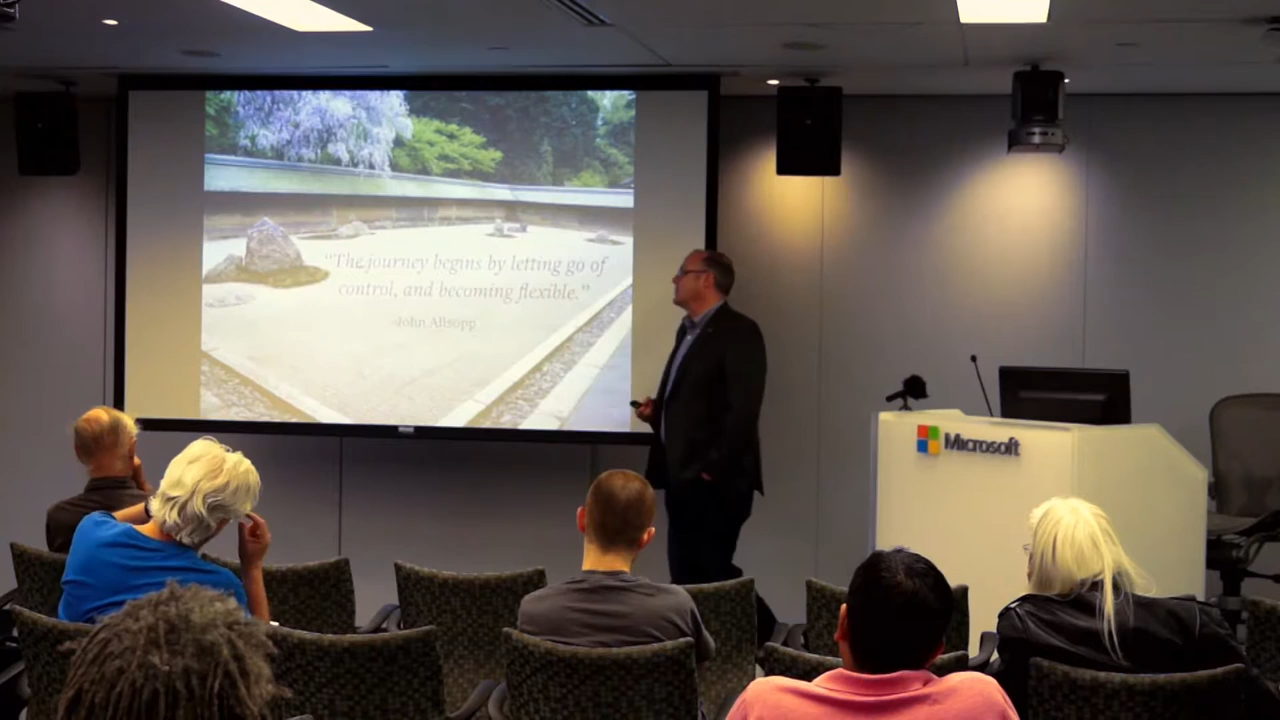 “The journey begins by letting go of
control, and becoming flexible.”
-John Allsopp
Microsoft